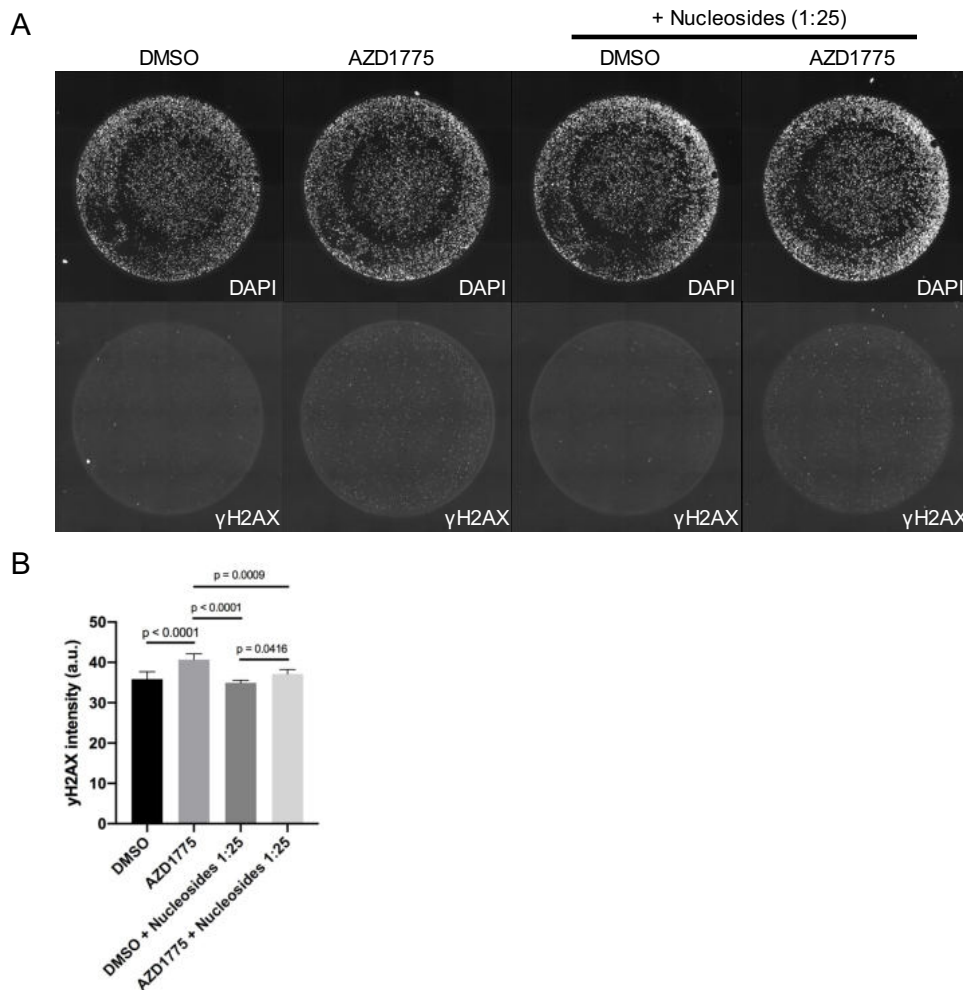 A
+ Nucleosides (1:25)
DMSO AZD1775 DMSO AZD1775
DAPI DAPI DAPI DAPI
γH2AX γH2AX γH2AX γH2AX
B
p = 0.0009
p < 0.0001
p < 0.0001
p = 0.0416
50
40
30
20
10
0
yH2AX intensity (a.u.)
DMSO
AZD1775
DMSO + Nucleosides 1:25
AZD1775 + Nucleosides 1:25